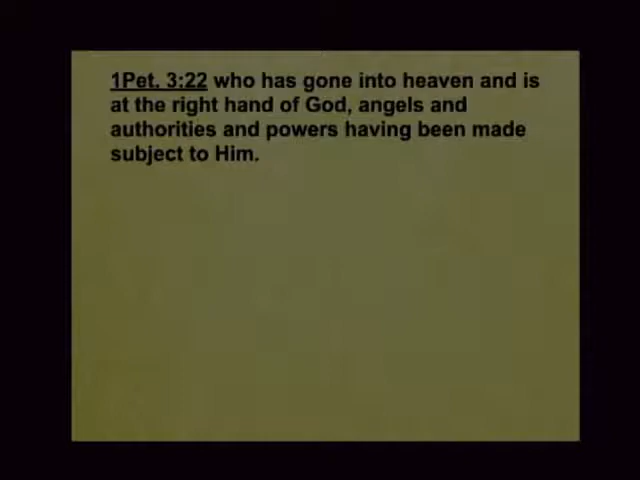 1Pet. 3:22 who has gone into heaven and is
at the right hand of God, angels and
authorities and powers having been made
subject to Him.